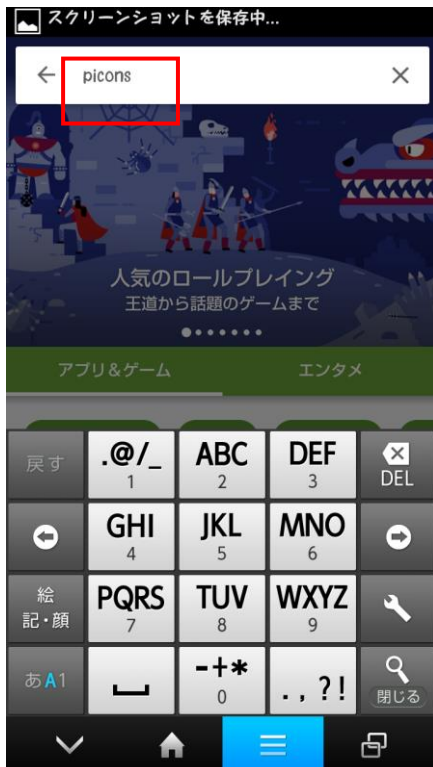 スクリーンショットを保存中...
picons
人気のロールプレイング
王道から話題のゲームまで
アプリ&ゲーム エンタメ
戻す .@/_ 1 ABC 2 DEF 3 DEL
GHI 4 JKL 5 MNO 6
絵記・顔 PQRS 7 TUV 8 WXYZ 9
あA1 -+* 0 . , ?! 閉じる